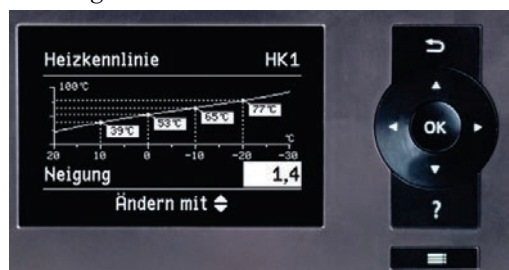 Heizkennlinie HK1
100°C
39°C 53°C 65°C 77°C
°C
20 10 0 -10 -20 -30
Neigung 1,4
Ändern mit
OK
?